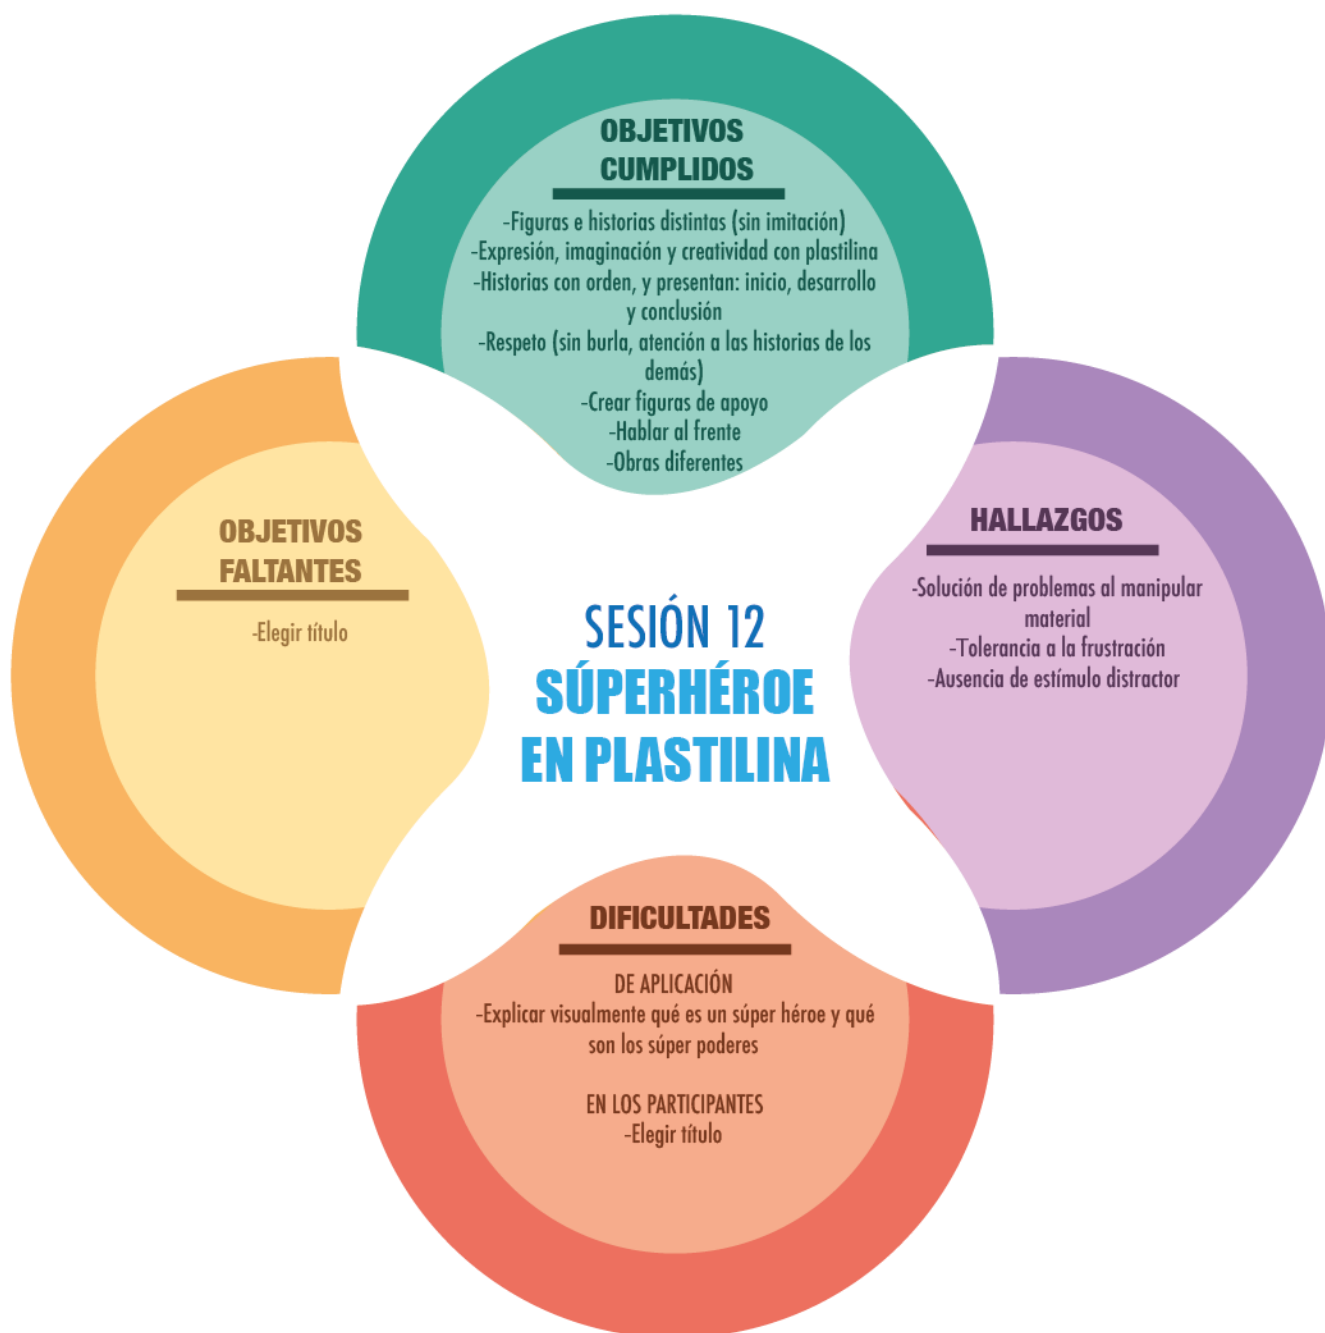 OBJETIVOS
CUMPLIDOS
-Figuras e historias distintas (sin imitación)
-Expresión, imaginación y creatividad con plastilina
-Historias con orden, y presentan: inicio, desarrollo
y conclusión
-Respeto (sin burla, atención a las historias de los
demás)
-Crear figuras de apoyo
-Hablar al frente
-Obras diferentes
OBJETIVOS
FALTANTES
-Elegir título
SESIÓN 12
SÚPERHÉROE
EN PLASTILINA
HALLAZGOS
-Solución de problemas al manipular
material
-Tolerancia a la frustración
-Ausencia de estímulo distractor
DIFICULTADES
DE APLICACIÓN
-Explicar visualmente qué es un súper héroe y qué
son los súper poderes
EN LOS PARTICIPANTES
-Elegir título